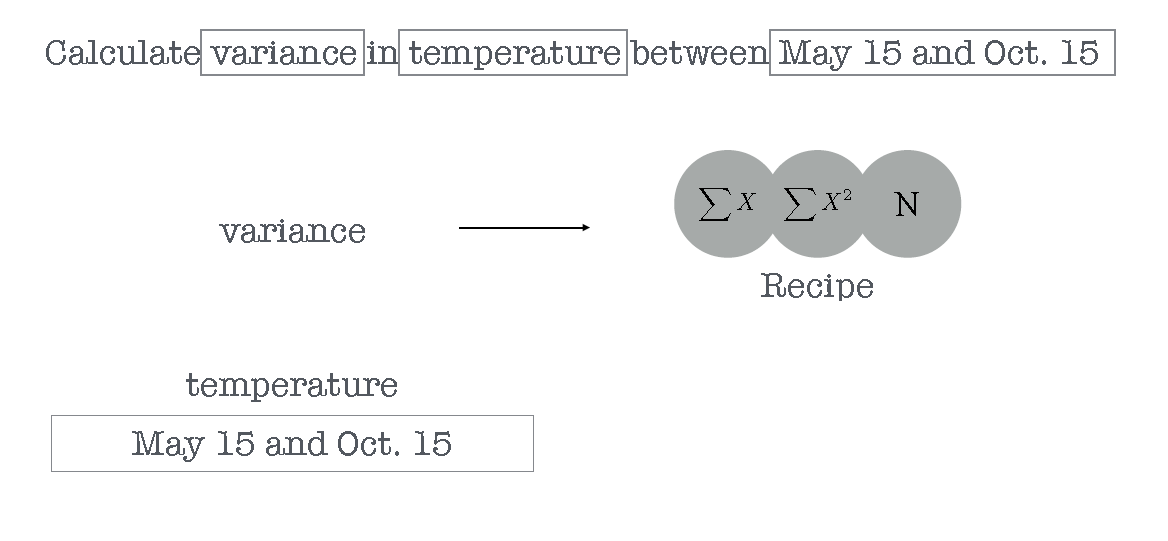 Calculate variance in temperature between May 15 and Oct. 15
variance
∑ X ∑ X² N
Recipe
temperature
May 15 and Oct. 15